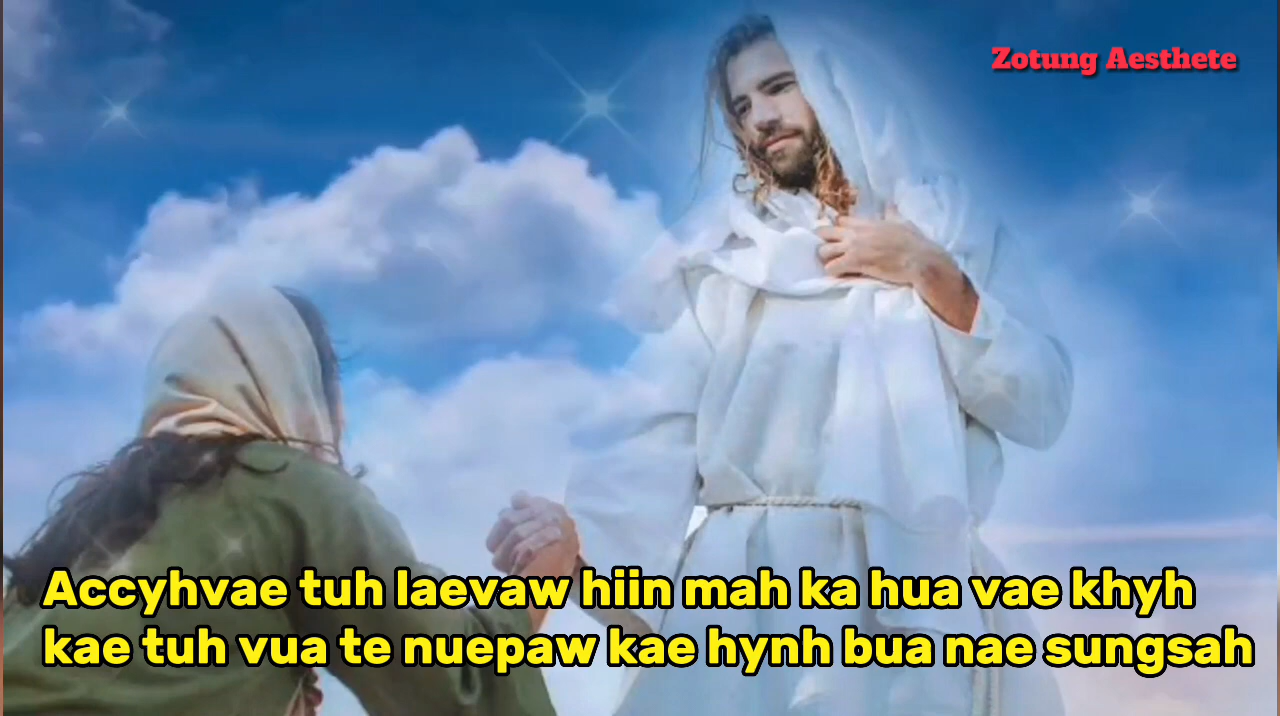 Zotung Aesthete
Accyhvae tuh laevaw hiin mah ka hua vae khyh
kae tuh vua te nuepaw kae hynh bua nae sungsah